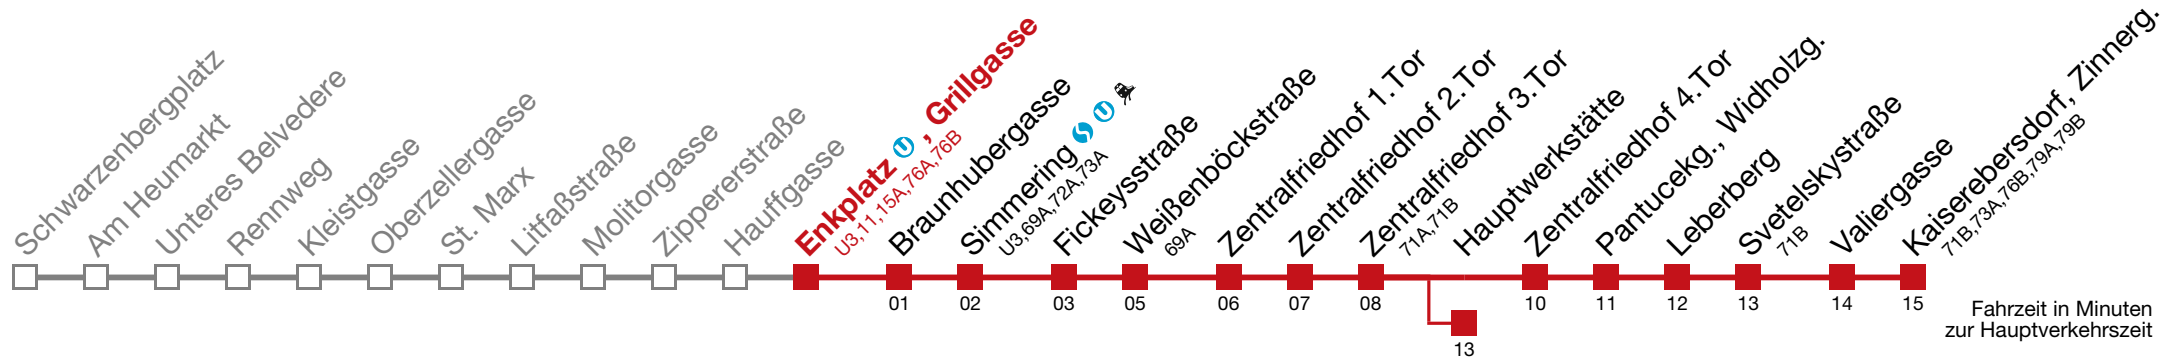 Schwarzenbergplatz
Am Heumarkt
Unteres Belvedere
Rennweg
Kleistgasse
Oberzellergasse
St. Marx
Litfaßstraße
Molitorgasse
Zippererstraße
Hauffgasse
Enkplatz U, Grillgasse
U3,11,15A,76A,76B
Braunhubergasse
01
Simmering S U
U3,69A,72A,73A
02
Fickeysstraße
03
Weißenböckstraße
69A
05
Zentralfriedhof 1.Tor
06
Zentralfriedhof 2.Tor
07
Zentralfriedhof 3.Tor
71A,71B
08
Hauptwerkstätte
13
Zentralfriedhof 4.Tor
10
Pantucekg., Widholzg.
11
Leberberg
12
Svetelskystraße
71B
13
Valiergasse
14
Kaiserebersdorf, Zinnerg.
71B,73A,76B,79A,79B
15
Fahrzeit in Minuten
zur Hauptverkehrszeit